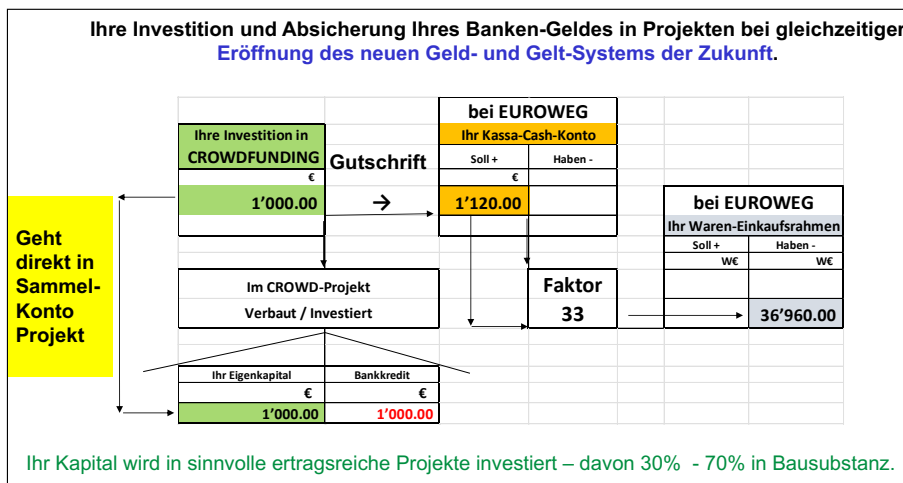 Ihre Investition und Absicherung Ihres Banken-Geldes in Projekten bei gleichzeitiger
Eröffnung des neuen Geld- und Gelt-Systems der Zukunft.
bei EUROWEG
Ihre Investition in
CROWDFUNDING
Gutschrift
Ihr Kassa-Cash-Konto
Soll + Haben -
€ €
1’000.00 → 1’120.00
bei EUROWEG
Ihr Waren-Einkaufsrahmen
Soll + Haben -
W€ W€
Geht
direkt in
Sammel-
Konto
Projekt
Im CROWD-Projekt
Verbaut / Investiert
Faktor
33
36’960.00
Ihr Eigenkapital Bankkredit
€ €
1’000.00 1’000.00
Ihr Kapital wird in sinnvolle ertragsreiche Projekte investiert – davon 30% - 70% in Bausubstanz.